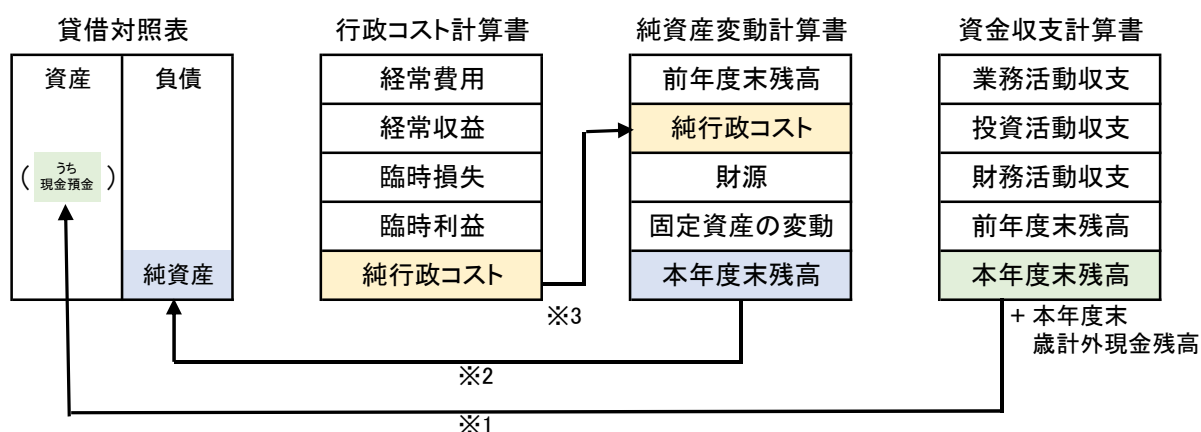 貸借対照表
資産
負債
(うち
現金預金)
純資産
行政コスト計算書
経常費用
経常収益
臨時損失
臨時利益
純行政コスト
純資産変動計算書
前年度末残高
純行政コスト
財源
固定資産の変動
本年度末残高
資金収支計算書
業務活動収支
投資活動収支
財務活動収支
前年度末残高
本年度末残高
+ 本年度末
歳計外現金残高
※3
※2
※1